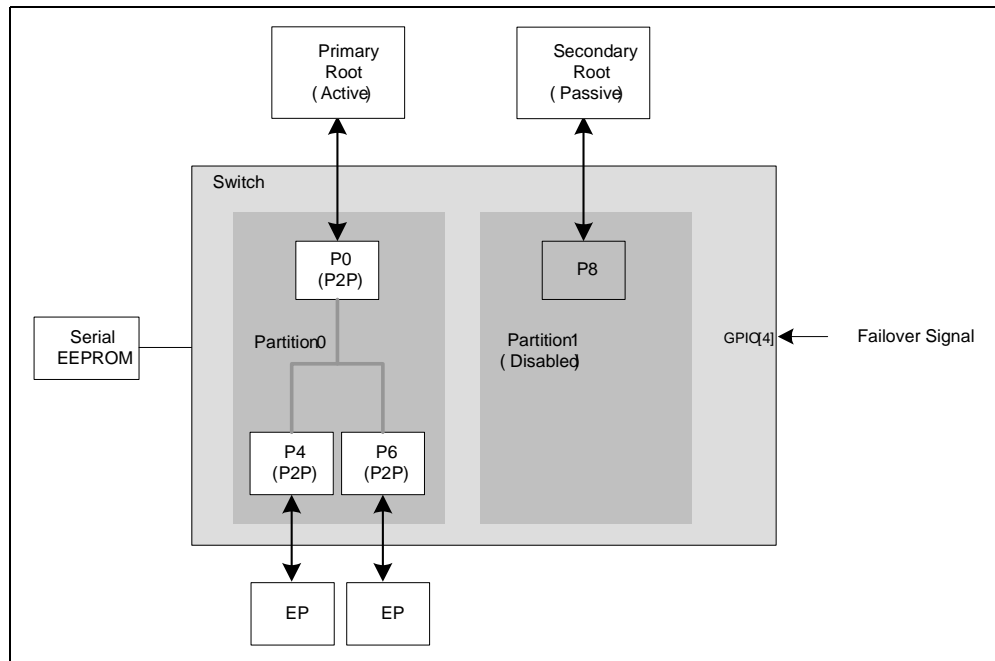 Primary
Root
( Active)
Secondary
Root
( Passive)
Switch
P0
(P2P)
P8
Serial
EEPROM
Partition0
Partition1
( Disabled)
GPIO[4]
Failover Signal
P4
(P2P)
P6
(P2P)
EP
EP